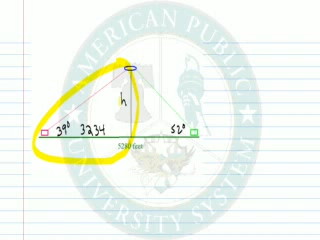 AMERICAN PUBLIC
h
39° 3234 52°
5280 feet
UNIVERSITY SYSTEM